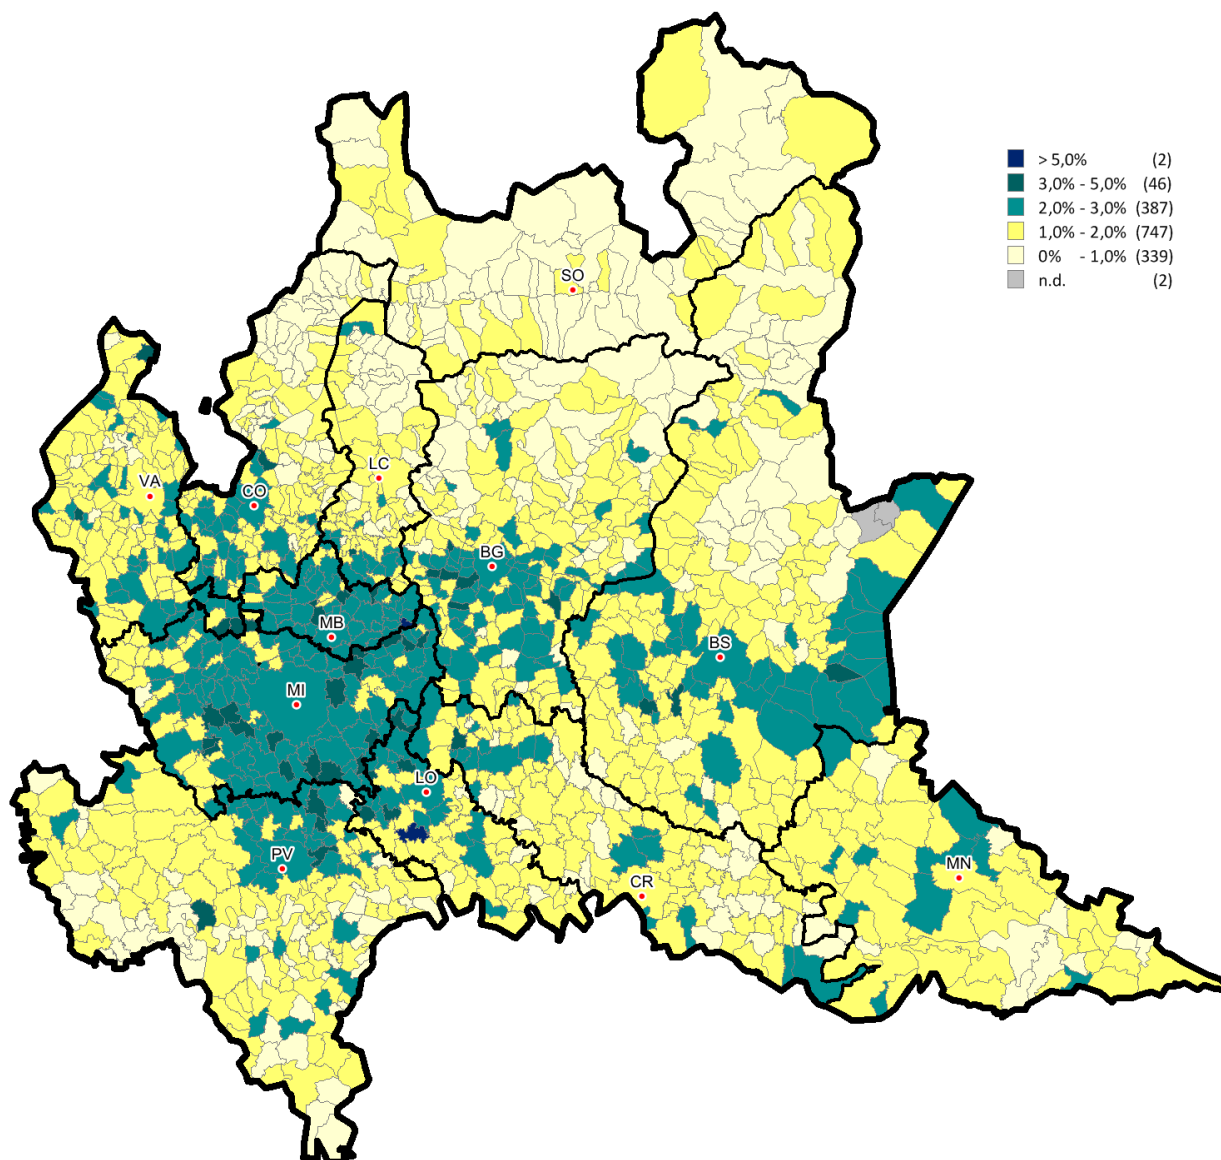 > 5,0% (2)
3,0% - 5,0% (46)
2,0% - 3,0% (387)
1,0% - 2,0% (747)
0% - 1,0% (339)
n.d. (2)
SO
LC
VA
CO
BG
MB
BS
MI
LO
PV
CR
MN